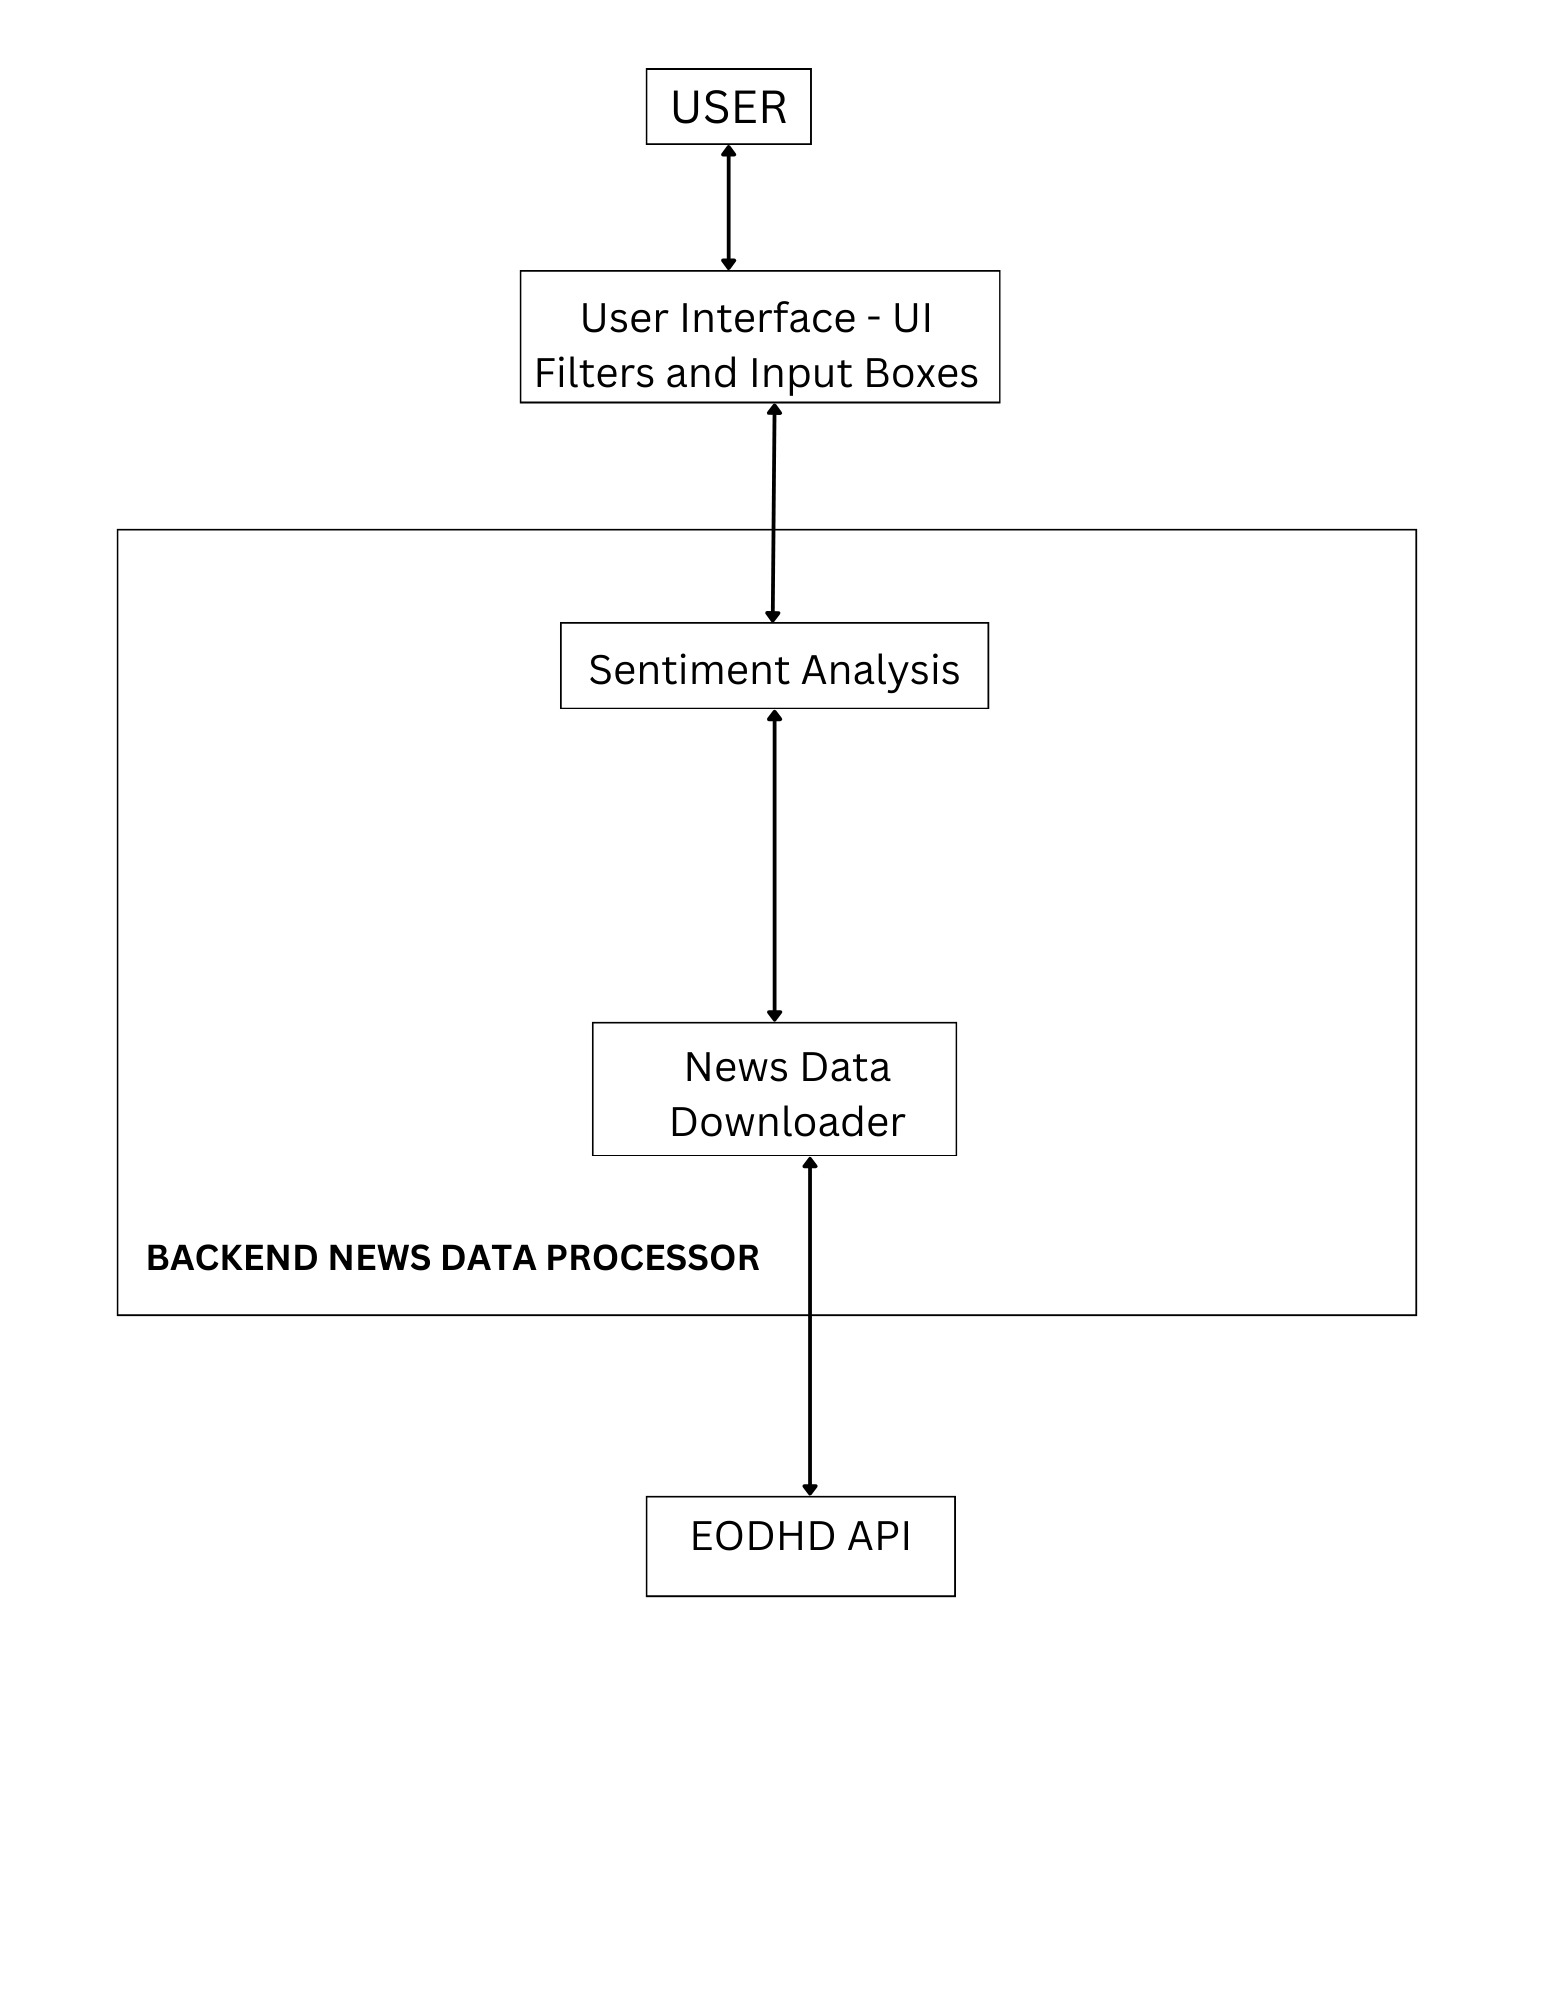 USER
User Interface - UI
Filters and Input Boxes
Sentiment Analysis
News Data
Downloader
BACKEND NEWS DATA PROCESSOR
EODHD API